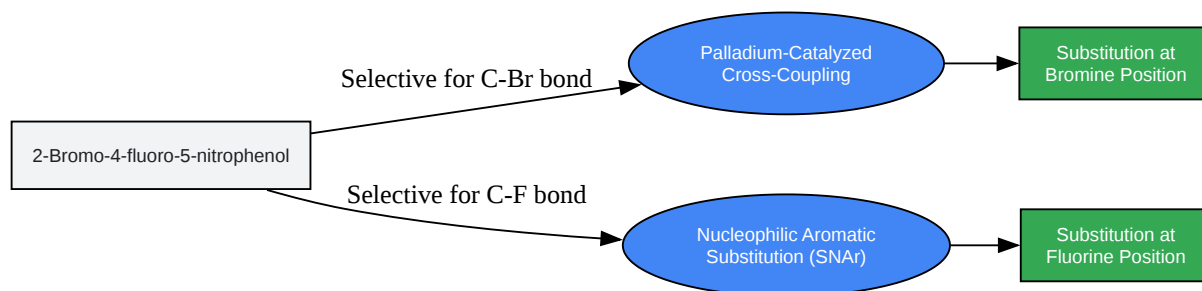 Palladium-Catalyzed
Cross-Coupling
Substitution at
Bromine Position
Selective for C-Br bond
2-Bromo-4-fluoro-5-nitrophenol
Selective for C-F bond
Nucleophilic Aromatic
Substitution (SNAr)
Substitution at
Fluorine Position